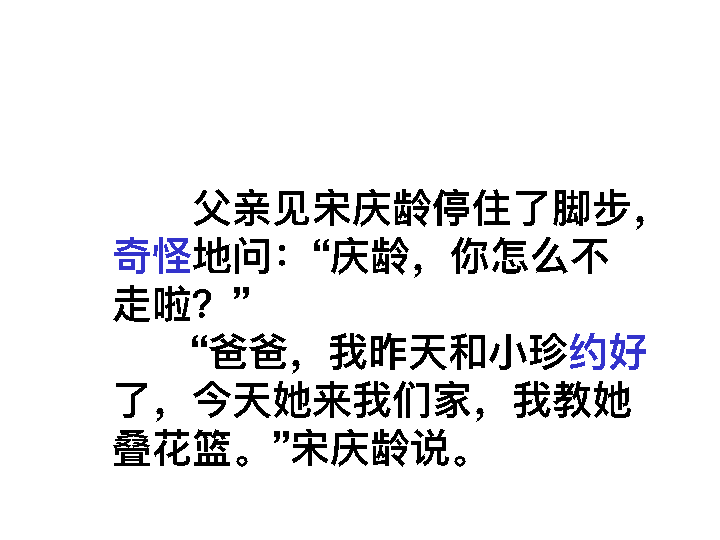 父亲见宋庆龄停住了脚步，
奇怪地问：“庆龄，你怎么不
走啦？”
“爸爸，我昨天和小珍约好
了，今天她来我们家，我教她
叠花篮。”宋庆龄说。